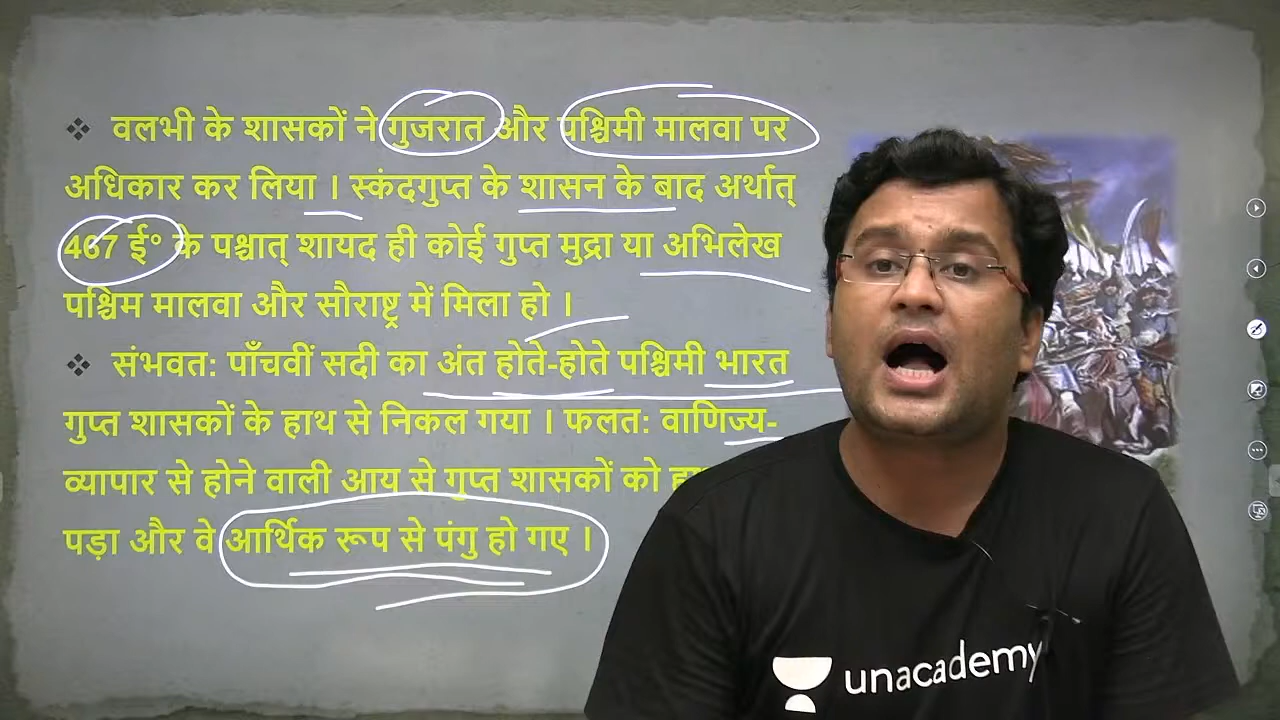 ❖ वलभी के शासकों ने गुजरात और पश्चिमी मालवा पर
अधिकार कर लिया । स्कंदगुप्त के शासन के बाद अर्थात्
467 ई° के पश्चात् शायद ही कोई गुप्त मुद्रा या अभिलेख
पश्चिम मालवा और सौराष्ट्र में मिला हो ।
❖ संभवत: पाँचवीं सदी का अंत होते-होते पश्चिमी भारत
गुप्त शासकों के हाथ से निकल गया । फलत: वाणिज्य-
व्यापार से होने वाली आय से गुप्त शासकों को
पड़ा और वे आर्थिक रूप से पंगु हो गए ।
unacademy